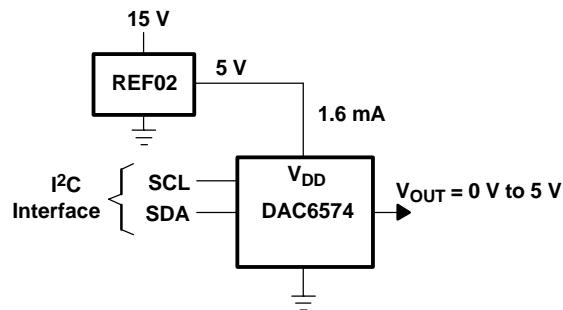 15 V
REF02
5 V
1.6 mA
I²C
Interface
SCL
SDA
VDD
DAC6574
VOUT = 0 V to 5 V